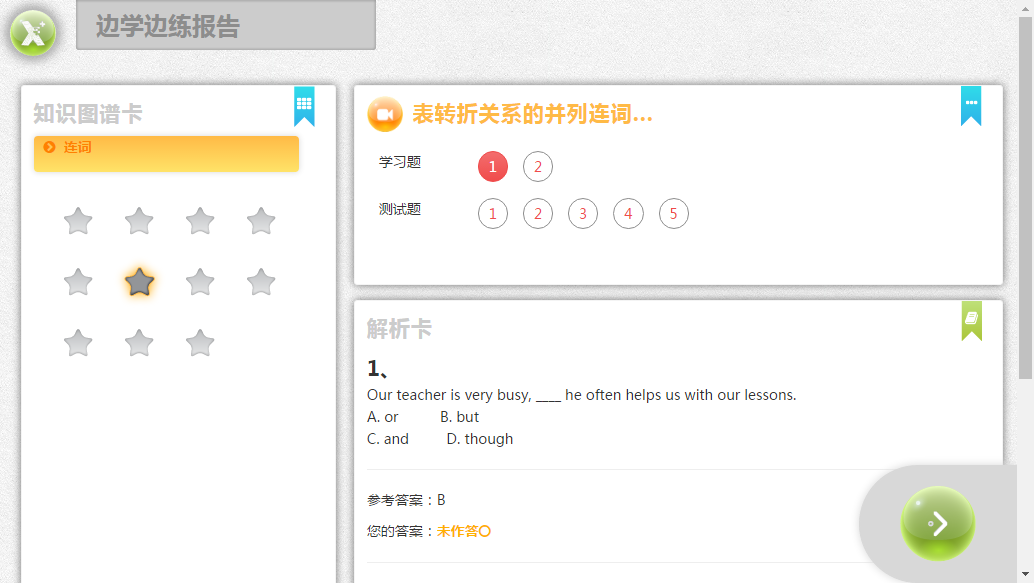 边学边练报告
知识图谱卡
连词
表转折关系的并列连词...
学习题 1 2
测试题 1 2 3 4 5
解析卡
1、
Our teacher is very busy, ____ he often helps us with our lessons.
A. or B. but
C. and D. though
参考答案：B
您的答案：未作答